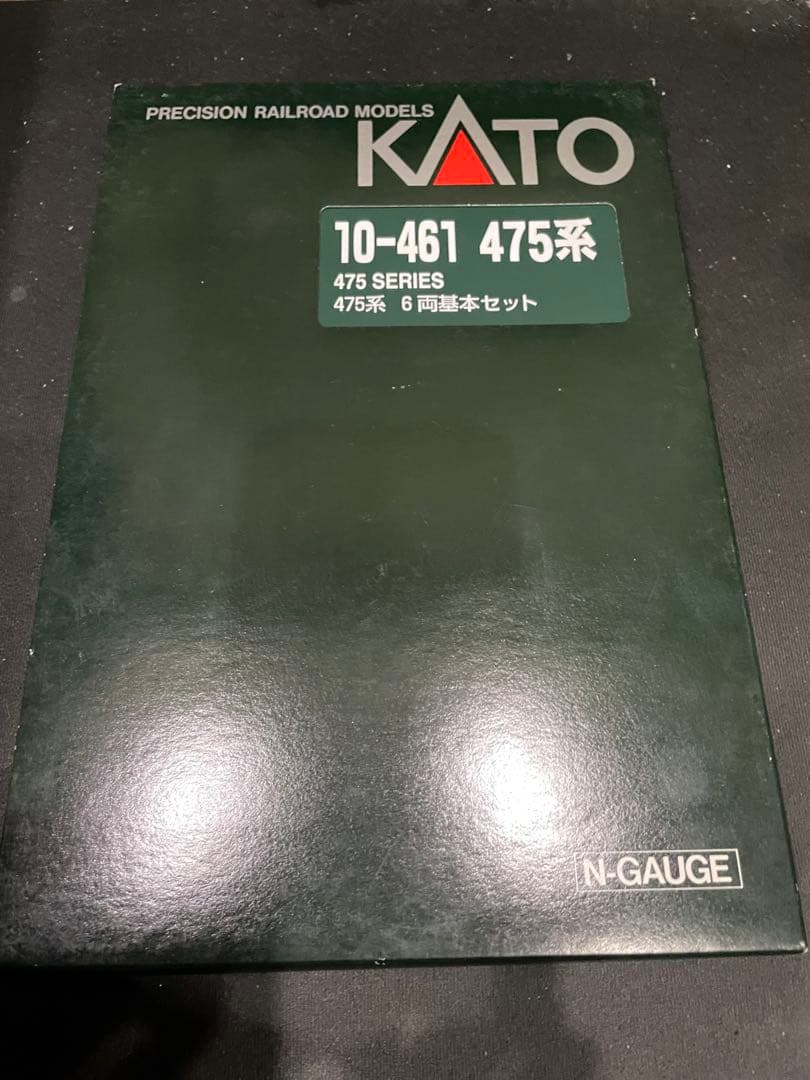 PRECISION RAILROAD MODELS
KATO
10-461 475系
475 SERIES
475系 6両基本セット
N-GAUGE